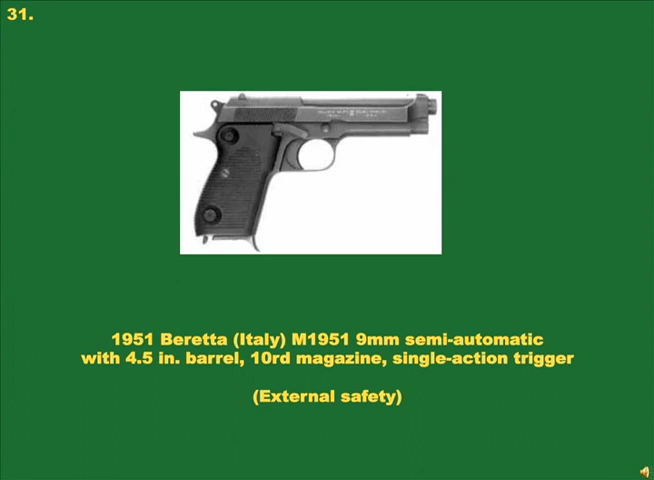 31.
1951 Beretta (Italy) M1951 9mm semi-automatic
with 4.5 in. barrel, 10rd magazine, single-action trigger
(External safety)